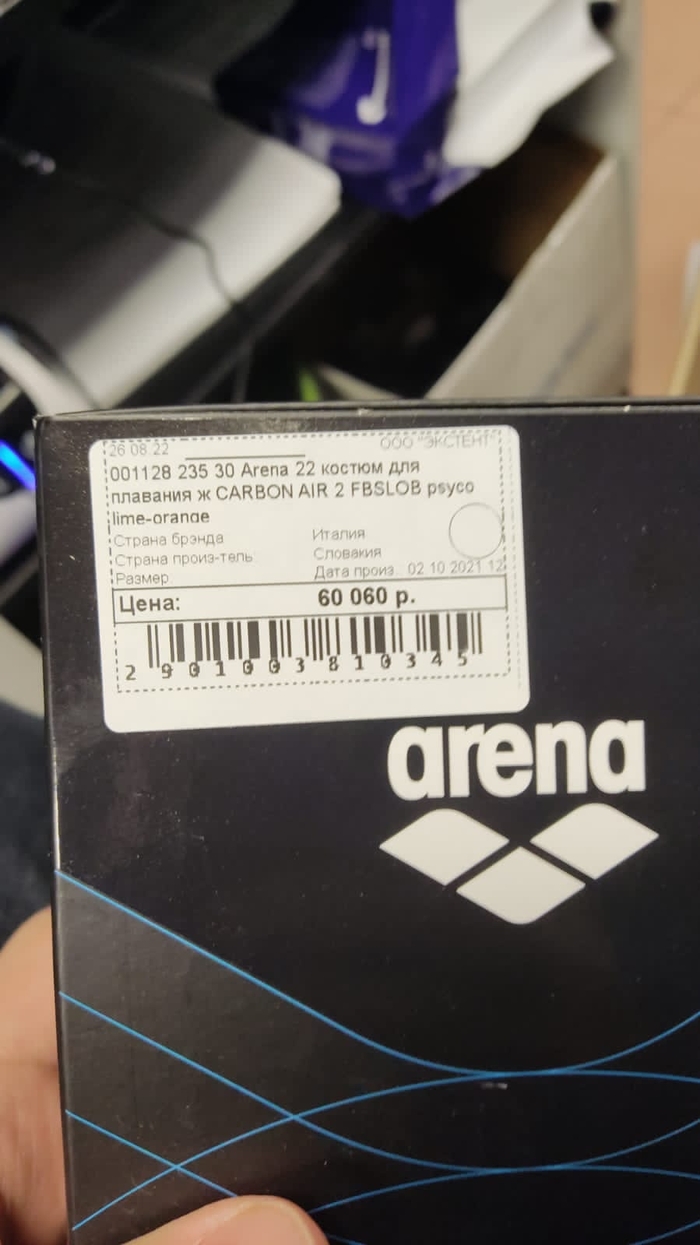 26 08 22 ООО "ЭКСТЕНТ"
001128 235 30 Arena 22 костюм для
плавания ж CARBON AIR 2 FBSLOB psyco
lime-orange
Страна брэнда Италия
Страна произ-тель Словакия
Размер Дата произ. 02 10 2021 12
Цена: 60 060 р.
2 901003 810345
arena